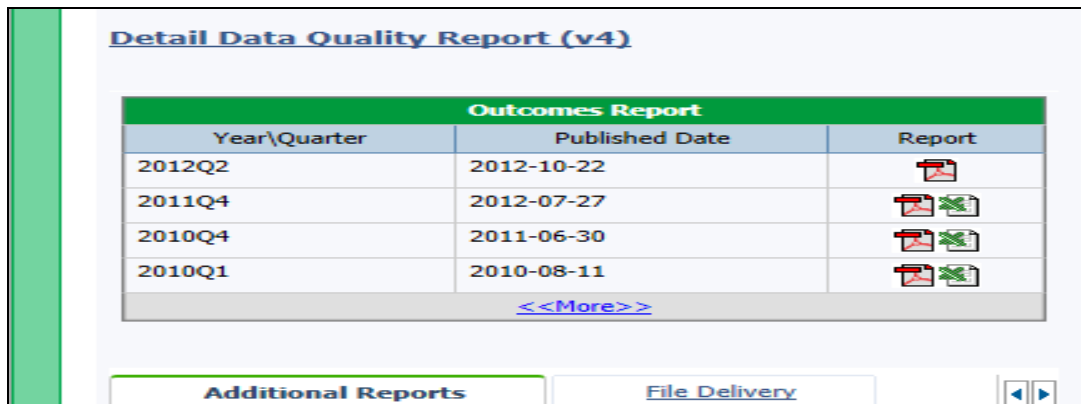 Detail Data Quality Report (v4)
Outcomes Report
Year\Quarter Published Date Report
2012Q2 2012-10-22
2011Q4 2012-07-27
2010Q4 2011-06-30
2010Q1 2010-08-11
<<More>>
Additional Reports File Delivery